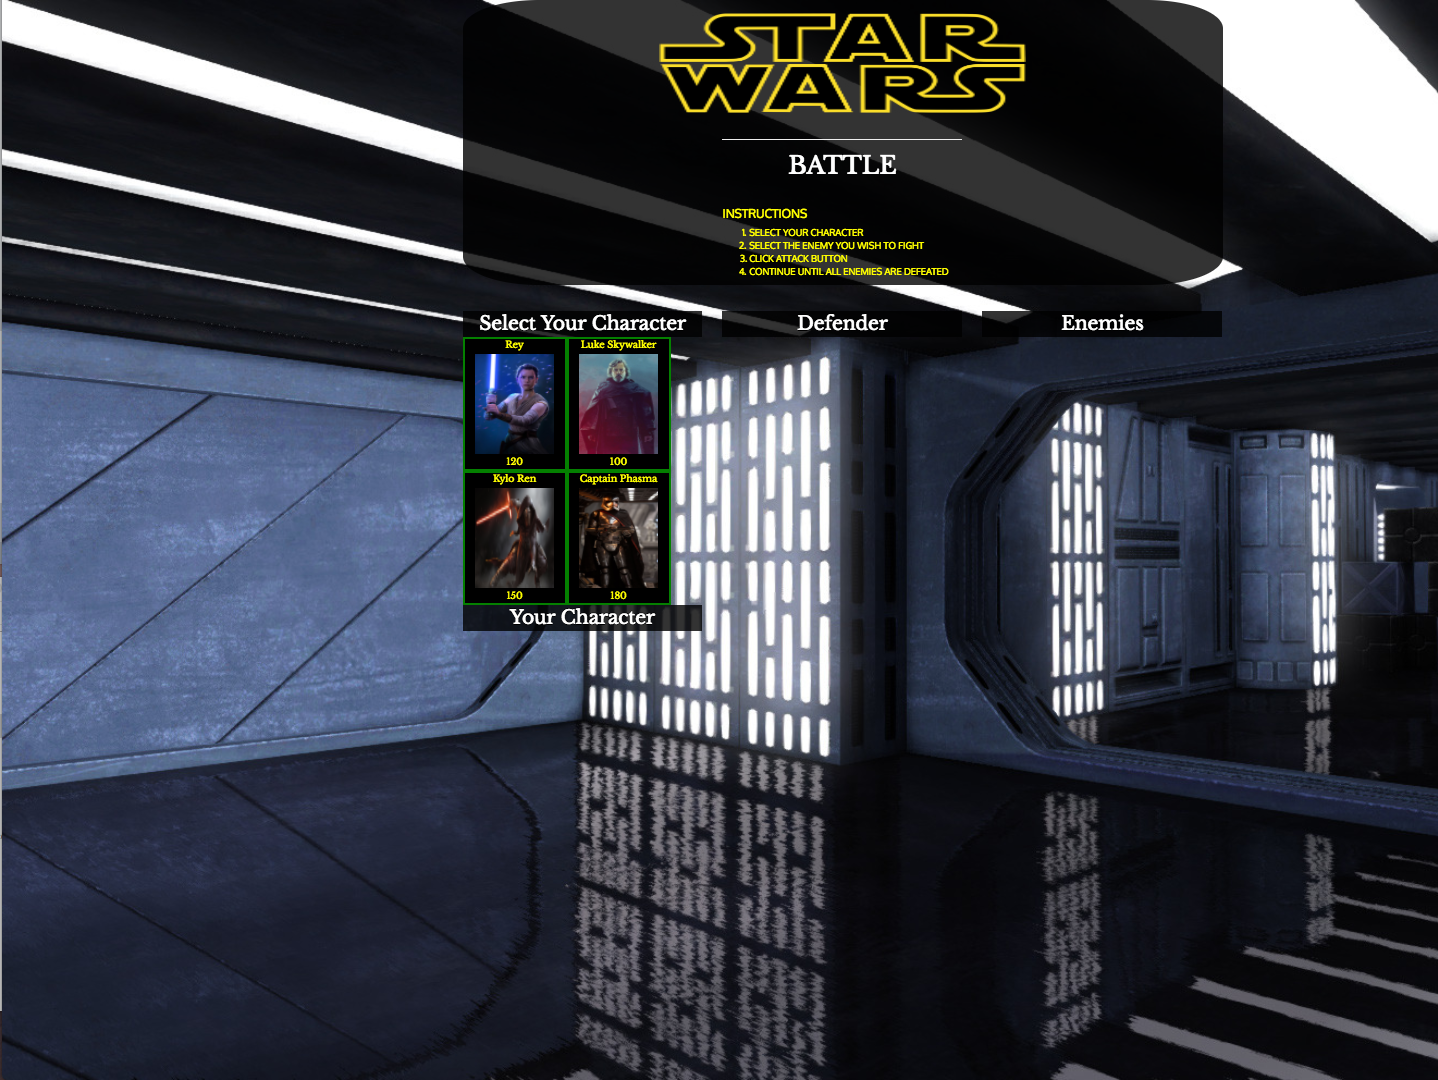 STAR
WARS
BATTLE
INSTRUCTIONS
1. SELECT YOUR CHARACTER
2. SELECT THE ENEMY YOU WISH TO FIGHT
3. CLICK ATTACK BUTTON
4. CONTINUE UNTIL ALL ENEMIES ARE DEFEATED
Select Your Character
Rey
Luke Skywalker
120
100
Kylo Ren
Captain Phasma
150
180
Your Character
Defender
Enemies